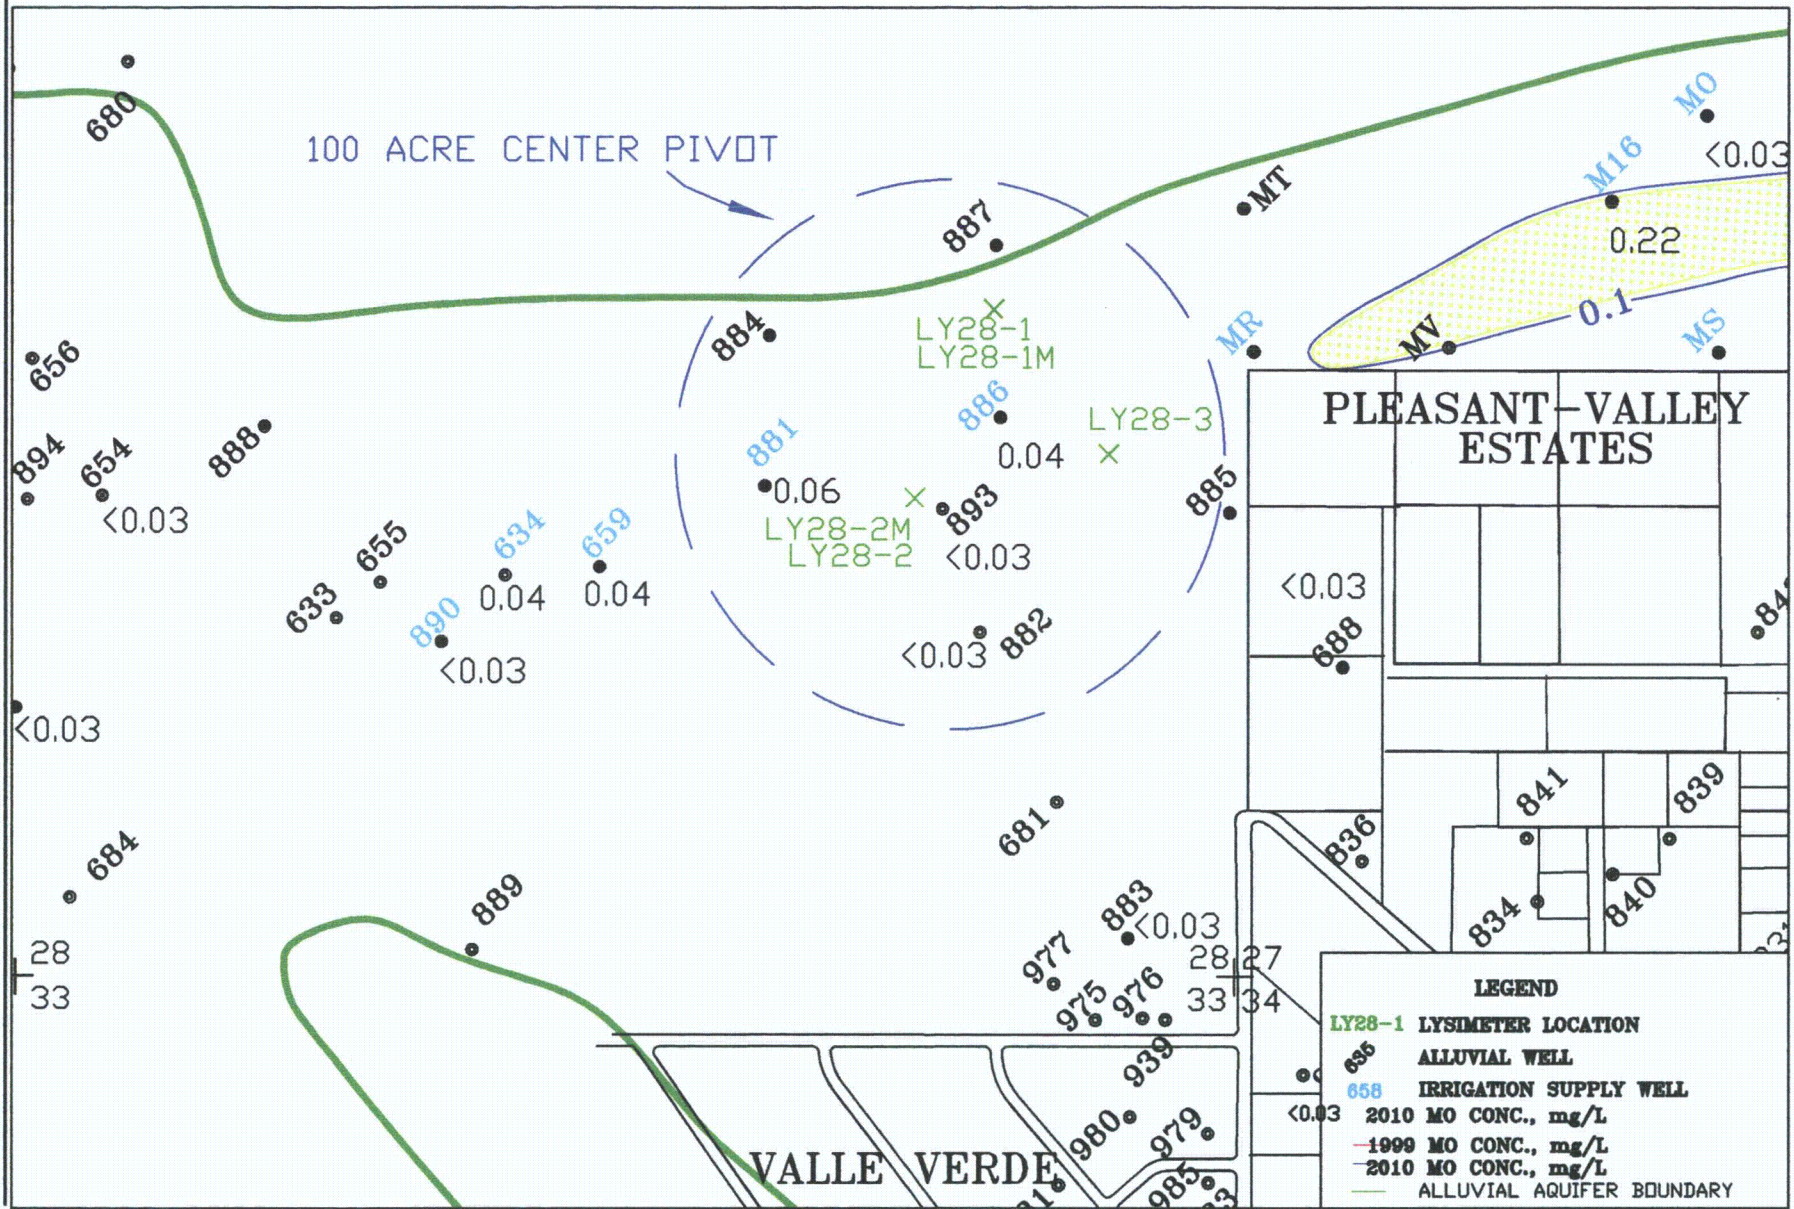 680
100 ACRE CENTER PIVOT
887
MT
MO
<0.03
M16
0.22
0.1
MV
MR
MS
884
LY28-1
LY28-1M
656
888
894
654
<0.03
881
0.06
886
0.04
LY28-3
885
893
<0.03
LY28-2M
LY28-2
PLEASANT-VALLEY
ESTATES
655
634
0.04
659
0.04
633
890
<0.03
882
<0.03
<0.03
688
<0.03
681
841
839
836
684
889
883
<0.03
834
840
977
975
976
28
33
28 27
33 34
939
980
979
985
<0.03
VALLE VERDE
LEGEND
LY28-1 LYSIMETER LOCATION
635 ALLUVIAL WELL
658 IRRIGATION SUPPLY WELL
2010 MO CONC., mg/L
1999 MO CONC., mg/L
2010 MO CONC., mg/L
ALLUVIAL AQUIFER BOUNDARY